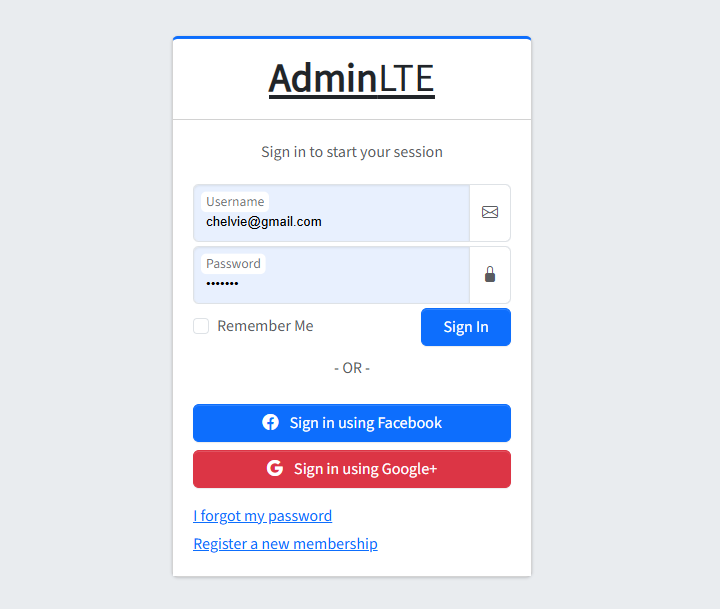 AdminLTE
Sign in to start your session
Username
chelvie@gmail.com
Password
•••••••
Remember Me
Sign In
- OR -
Sign in using Facebook
Sign in using Google+
I forgot my password
Register a new membership